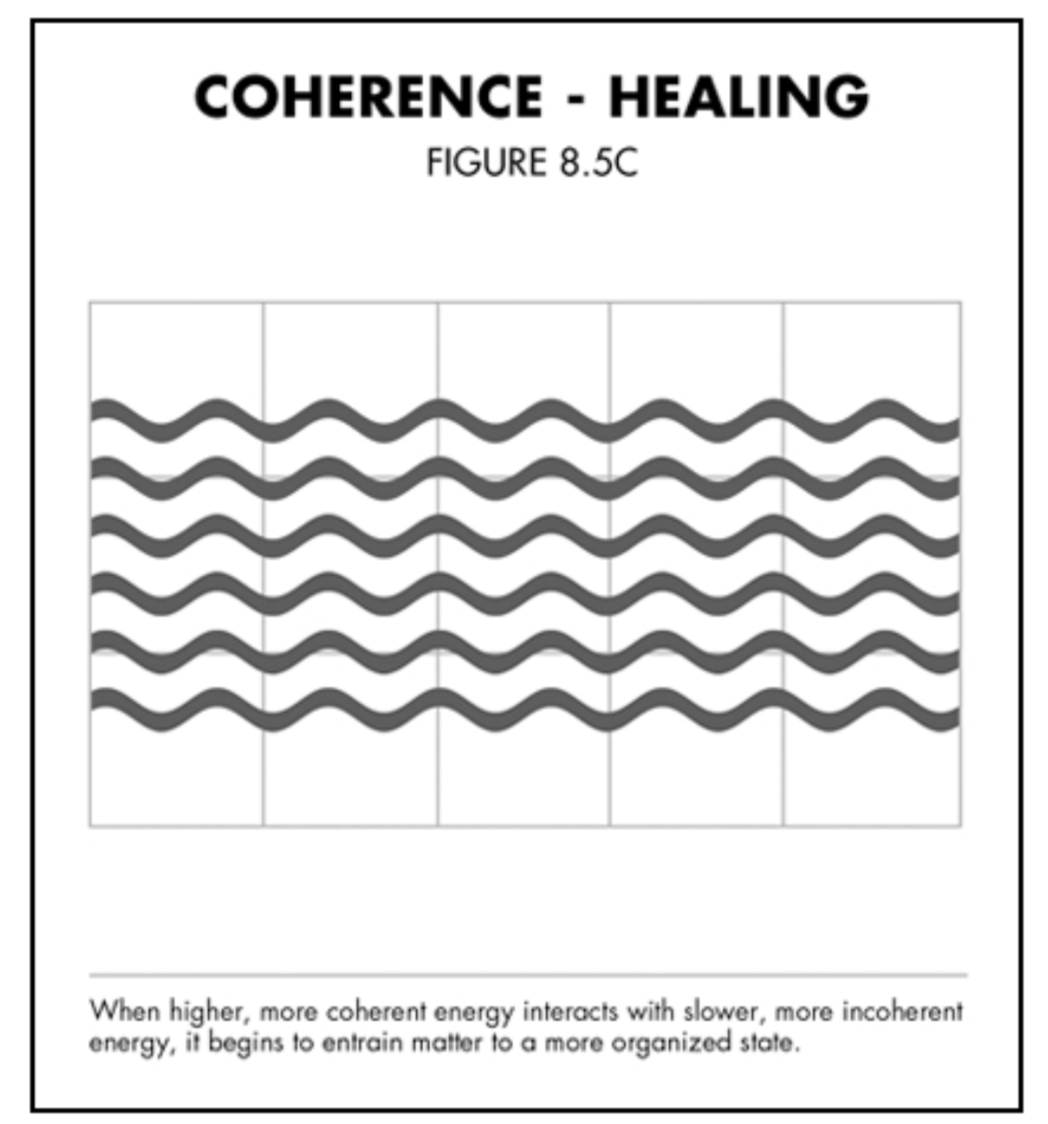 COHERENCE - HEALING
FIGURE 8.5C
When higher, more coherent energy interacts with slower, more incoherent
energy, it begins to entrain matter to a more organized state.